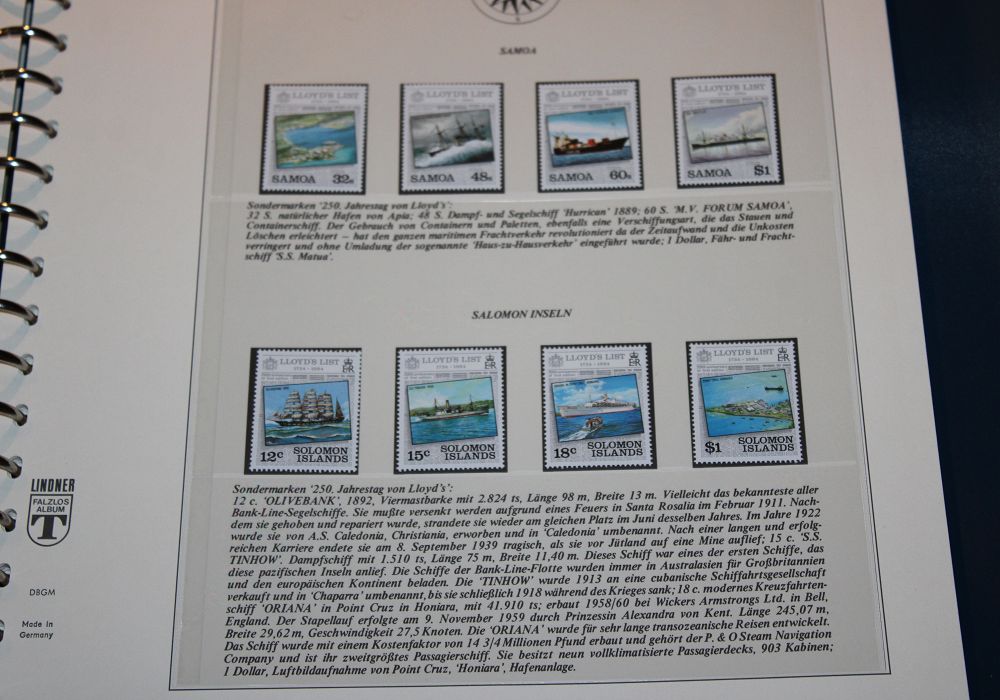 SAMOA
LLOYD'S LIST LLOYD'S LIST LLOYD'S LIST LLOYD'S LIST
SAMOA 32s SAMOA 48s SAMOA 60s SAMOA $1
Sondermarken '250. Jahrestag von Lloyd's':
32 S. natürlicher Hafen von Apia; 48 S. Dampf- und Segelschiff 'Hurrican' 1889; 60 S. 'M.V. FORUM SAMOA',
Containerschiff. Der Gebrauch von Containern und Paletten, ebenfalls eine Verschiffungsart, die das Stauen und
Löschen erleichtert – hat den ganzen maritimen Frachtverkehr revolutioniert da der Zeitaufwand und die Unkosten
verringert und ohne Umladung der sogenannte 'Haus-zu-Hausverkehr' eingeführt wurde; 1 Dollar, Fähr- und Fracht-
schiff 'S.S. Matua'.
SALOMON INSELN
LLOYD'S LIST LLOYD'S LIST LLOYD'S LIST LLOYD'S LIST
1734 - 1984 1734 - 1984 1734 - 1984 1734 - 1984
12c SOLOMON ISLANDS 15c SOLOMON ISLANDS 18c SOLOMON ISLANDS $1 SOLOMON ISLANDS
Sondermarken '250. Jahrestag von Lloyd's':
12 c. 'OLIVEBANK', 1892, Viermastbarke mit 2.824 ts, Länge 98 m, Breite 13 m. Vielleicht das bekannteste aller
Bank-Line-Segelschiffe. Sie mußte versenkt werden aufgrund eines Feuers in Santa Rosalia im Februar 1911. Nach-
dem sie gehoben und repariert wurde, strandete sie wieder am gleichen Platz im Juni desselben Jahres. Im Jahre 1922
wurde sie von A.S. Caledonia, Christiania, erworben und in 'Caledonia' umbenannt. Nach einer langen und erfolg-
reichen Karriere endete sie am 8. September 1939 tragisch, als sie vor Jütland auf eine Mine auflief; 15 c. 'S.S.
TINHOW'. Dampfschiff mit 1.510 ts, Länge 75 m, Breite 11,40 m. Dieses Schiff war eines der ersten Schiffe, das
diese pazifischen Inseln anlief. Die Schiffe der Bank-Line-Flotte wurden immer in Australasien für Großbritannien
und den europäischen Kontinent beladen. Die 'TINHOW' wurde 1913 an eine cubanische Schiffahrtsgesellschaft
verkauft und in 'Chaparra' umbenannt, bis sie schließlich 1918 während des Krieges sank; 18 c. modernes Kreuzfahrten-
schiff 'ORIANA' in Point Cruz in Honiara, mit 41.910 ts; erbaut 1958/60 bei Wickers Armstrongs Ltd. in Bell,
England. Der Stapellauf erfolgte am 9. November 1959 durch Prinzessin Alexandra von Kent. Länge 245,07 m,
Breite 29,62 m, Geschwindigkeit 27,5 Knoten. Die 'ORIANA' wurde für sehr lange transozeanische Reisen entwickelt.
Das Schiff wurde mit einem Kostenfaktor von 14 3/4 Millionen Pfund erbaut und gehört der P. & O Steam Navigation
Company und ist ihr zweitgrößtes Passagierschiff. Sie besitzt neun vollklimatisierte Passagierdecks, 903 Kabinen;
1 Dollar, Luftbildaufnahme von Point Cruz, 'Honiara', Hafenanlage.
LINDNER
FALZLOS
ALBUM
T
DBGM
Made in
Germany